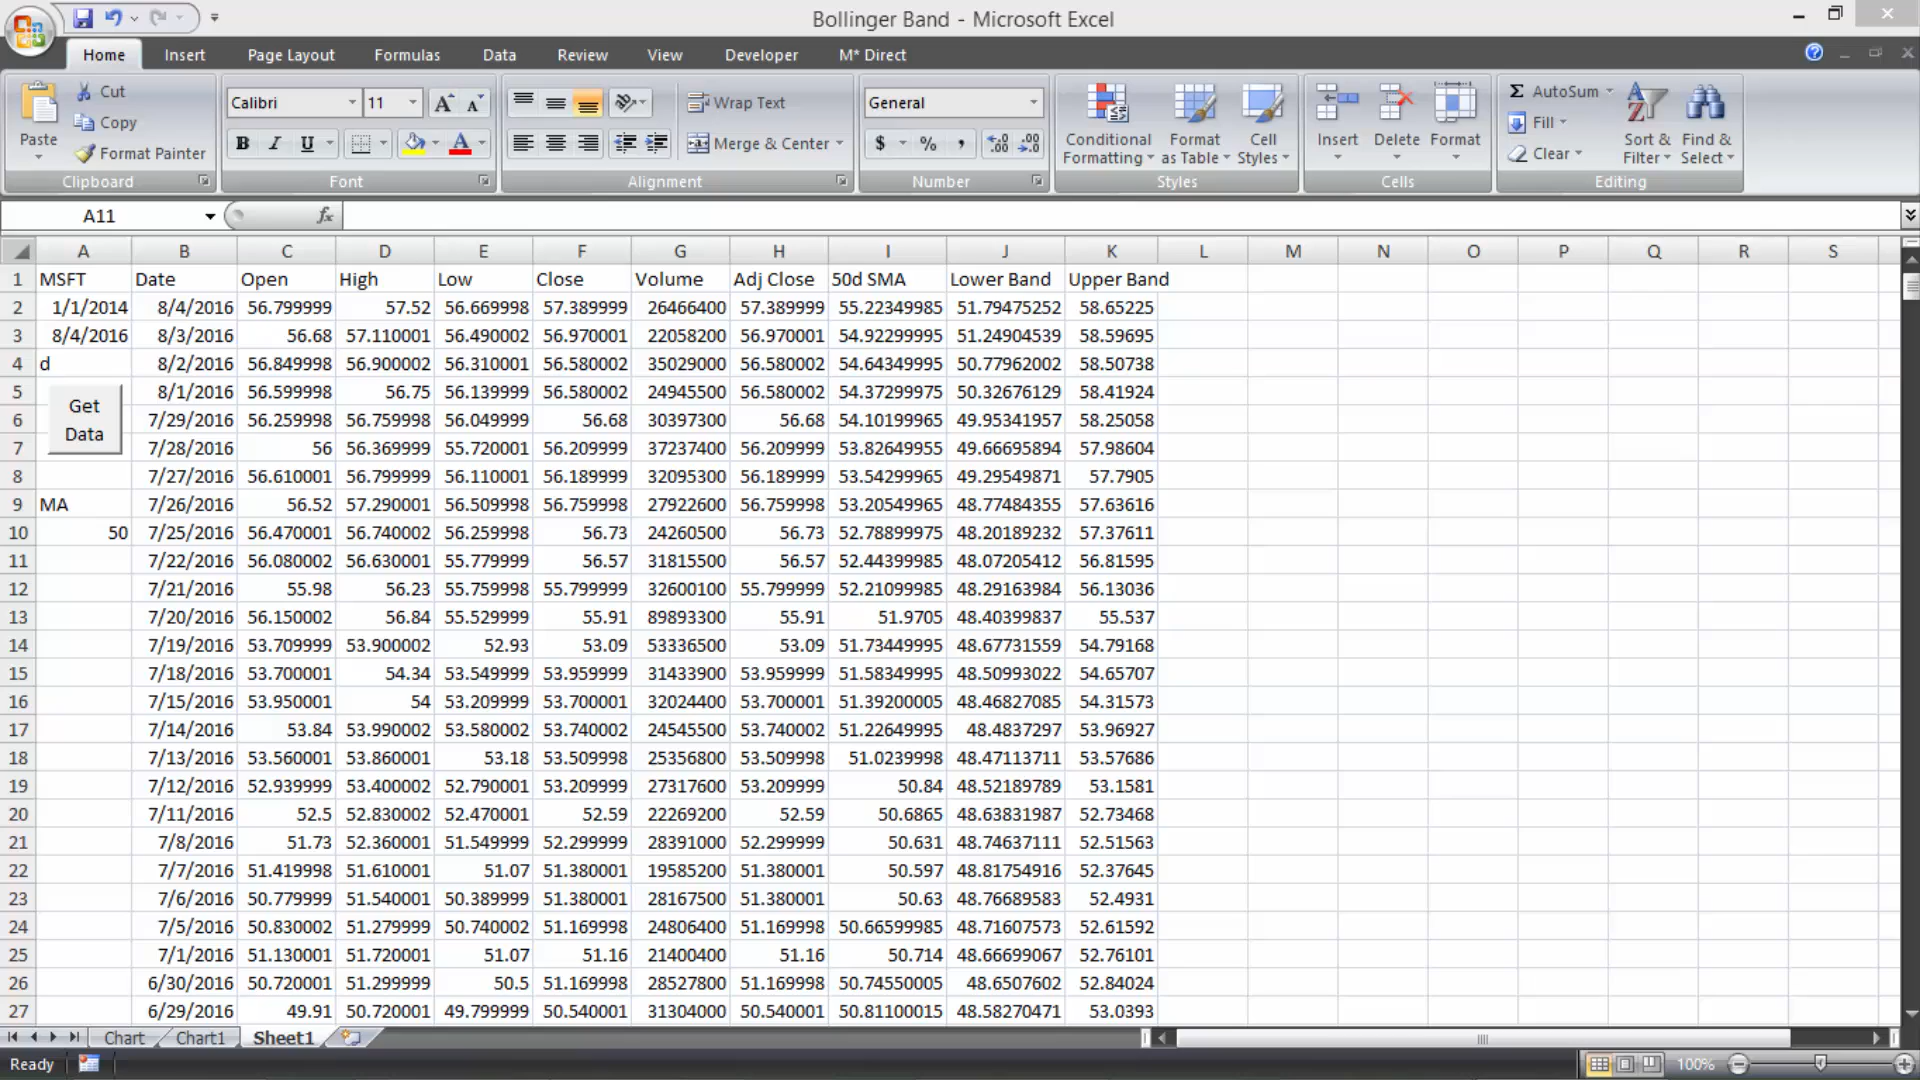 Bollinger Band - Microsoft Excel
Home Insert Page Layout Formulas Data Review View Developer M* Direct
Paste Cut Copy Format Painter Clipboard
Calibri 11 A A B I U A Font
Wrap Text Merge & Center Alignment
General $ % , .0 .00 .00 .0 Number
Conditional Formatting Format as Table Cell Styles Styles
Insert Delete Format Cells
Σ AutoSum Fill Clear Sort & Filter Find & Select Editing
A11 fx
A B C D E F G H I J K L M N O P Q R S
1 MSFT Date Open High Low Close Volume Adj Close 50d SMA Lower Band Upper Band
2 1/1/2014 8/4/2016 56.799999 57.52 56.669998 57.389999 26466400 57.389999 55.22349985 51.79475252 58.65225
3 8/4/2016 8/3/2016 56.68 57.110001 56.490002 56.970001 22058200 56.970001 54.92299995 51.24904539 58.59695
4 d 8/2/2016 56.849998 56.900002 56.310001 56.580002 35029000 56.580002 54.64349995 50.77962002 58.50738
5 8/1/2016 56.599998 56.75 56.139999 56.580002 24945500 56.580002 54.37299975 50.32676129 58.41924
Get
Data
6 7/29/2016 56.259998 56.759998 56.049999 56.68 30397300 56.68 54.10199965 49.95341957 58.25058
7 7/28/2016 56 56.369999 55.720001 56.209999 37237400 56.209999 53.82649955 49.66695894 57.98604
8 7/27/2016 56.610001 56.799999 56.110001 56.189999 32095300 56.189999 53.54299965 49.29549871 57.7905
9 MA 7/26/2016 56.52 57.290001 56.509998 56.759998 27922600 56.759998 53.20549965 48.77484355 57.63616
10 50 7/25/2016 56.470001 56.740002 56.259998 56.73 24260500 56.73 52.78899975 48.20189232 57.37611
11 7/22/2016 56.080002 56.630001 55.779999 56.57 31815500 56.57 52.44399985 48.07205412 56.81595
12 7/21/2016 55.98 56.23 55.759998 55.799999 32600100 55.799999 52.21099985 48.29163984 56.13036
13 7/20/2016 56.150002 56.84 55.529999 55.91 89893300 55.91 51.9705 48.40399837 55.537
14 7/19/2016 53.709999 53.900002 52.93 53.09 53336500 53.09 51.73449995 48.67731559 54.79168
15 7/18/2016 53.700001 54.34 53.549999 53.959999 31433900 53.959999 51.58349995 48.50993022 54.65707
16 7/15/2016 53.950001 54 53.209999 53.700001 32024400 53.700001 51.39200005 48.46827085 54.31573
17 7/14/2016 53.84 53.990002 53.580002 53.740002 24545500 53.740002 51.22649995 48.4837297 53.96927
18 7/13/2016 53.560001 53.860001 53.18 53.509998 25356800 53.509998 51.0239998 48.47113711 53.57686
19 7/12/2016 52.939999 53.400002 52.790001 53.209999 27317600 53.209999 50.84 48.52189789 53.1581
20 7/11/2016 52.5 52.830002 52.470001 52.59 22269200 52.59 50.6865 48.63831987 52.73468
21 7/8/2016 51.73 52.360001 51.549999 52.299999 28391000 52.299999 50.631 48.74637111 52.51563
22 7/7/2016 51.419998 51.610001 51.07 51.380001 19585200 51.380001 50.597 48.81754916 52.37645
23 7/6/2016 50.779999 51.540001 50.389999 51.380001 28167500 51.380001 50.63 48.76689583 52.4931
24 7/5/2016 50.830002 51.279999 50.740002 51.169998 24806400 51.169998 50.66599985 48.71607573 52.61592
25 7/1/2016 51.130001 51.720001 51.07 51.16 21400400 51.16 50.714 48.66699067 52.76101
26 6/30/2016 50.720001 51.299999 50.5 51.169998 28527800 51.169998 50.74550005 48.6507602 52.84024
27 6/29/2016 49.91 50.720001 49.799999 50.540001 31304000 50.540001 50.81100015 48.58270471 53.0393
Chart Chart1 Sheet1
Ready 100%